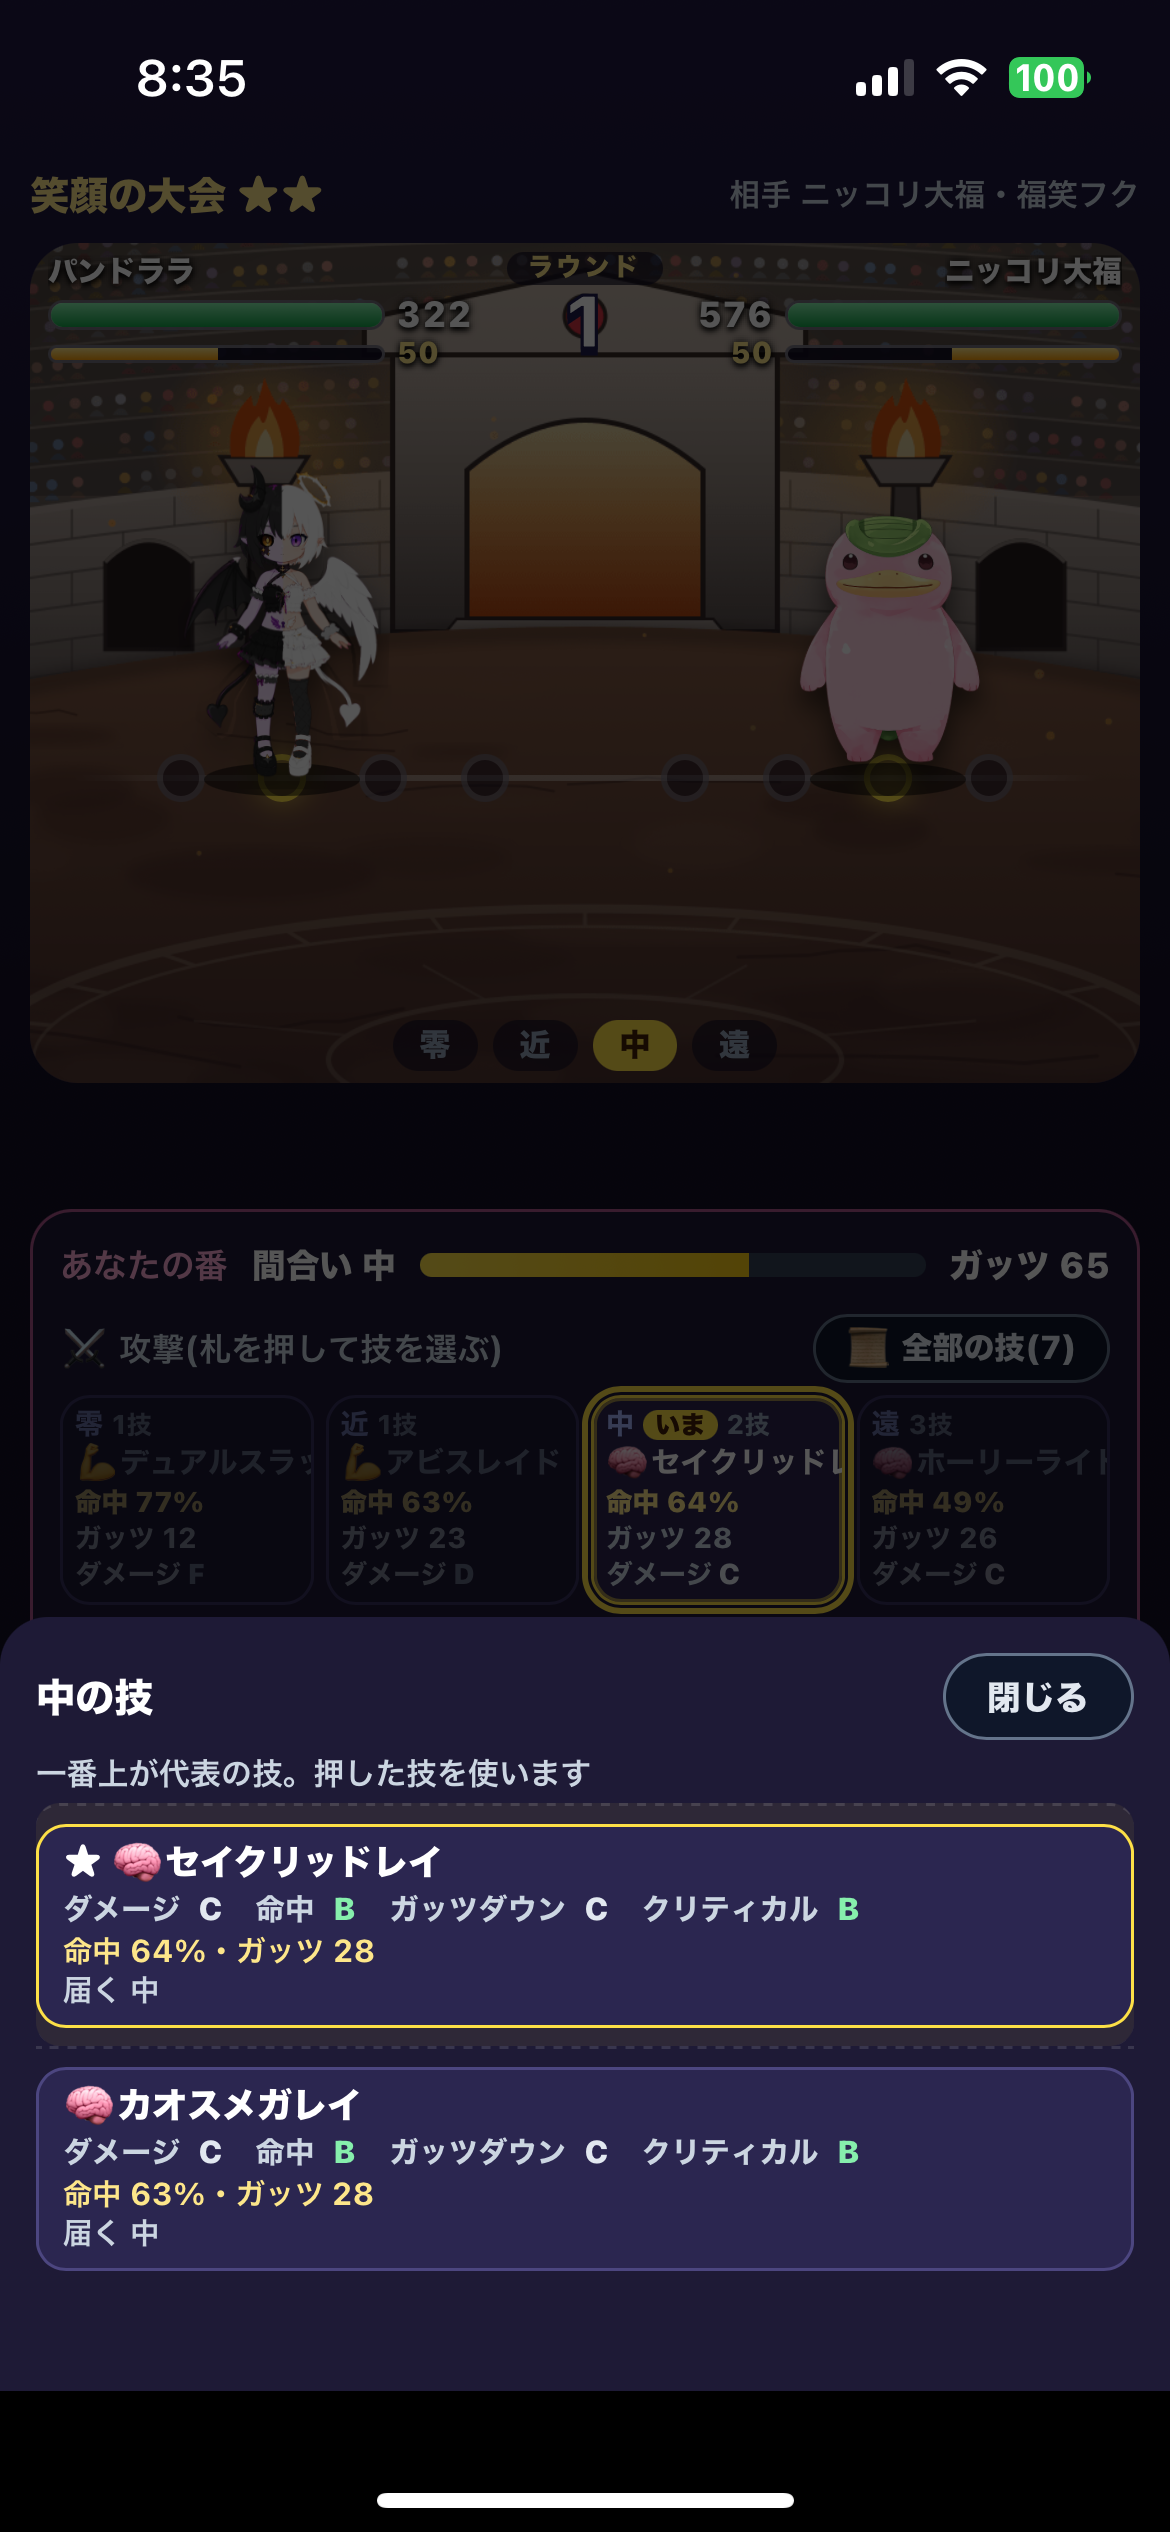 8:35
100
笑顔の大会 ★★
相手 ニッコリ大福・福笑フク
パンドララ
ラウンド
ニッコリ大福
322
1
576
50
50
零 近 中 遠
あなたの番 間合い 中 ガッツ 65
⚔️ 攻撃(札を押して技を選ぶ)
📜 全部の技(7)
零 1技
💪デュアルスラッ
命中 77%
ガッツ 12
ダメージ F
近 1技
💪アビスレイド
命中 63%
ガッツ 23
ダメージ D
中 いま 2技
🧠セイクリッドレ
命中 64%
ガッツ 28
ダメージ C
遠 3技
🧠ホーリーライト
命中 49%
ガッツ 26
ダメージ C
中の技
閉じる
一番上が代表の技。押した技を使います
★ 🧠セイクリッドレイ
ダメージ C 命中 B ガッツダウン C クリティカル B
命中 64%・ガッツ 28
届く 中
🧠カオスメガレイ
ダメージ C 命中 B ガッツダウン C クリティカル B
命中 63%・ガッツ 28
届く 中